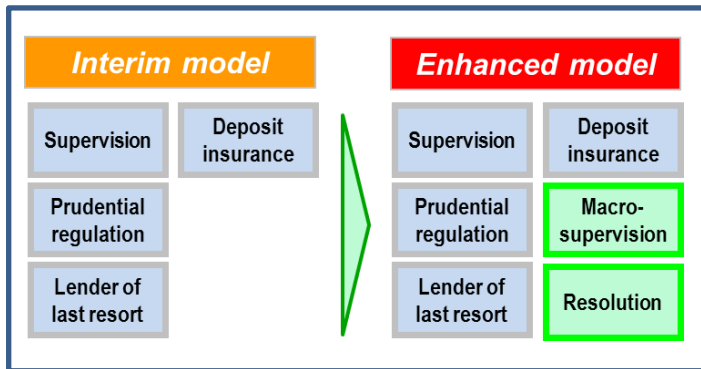 Interim model
Enhanced model
Supervision
Deposit
insurance
Prudential
regulation
Lender of
last resort
Supervision
Deposit
insurance
Prudential
regulation
Macro-
supervision
Lender of
last resort
Resolution